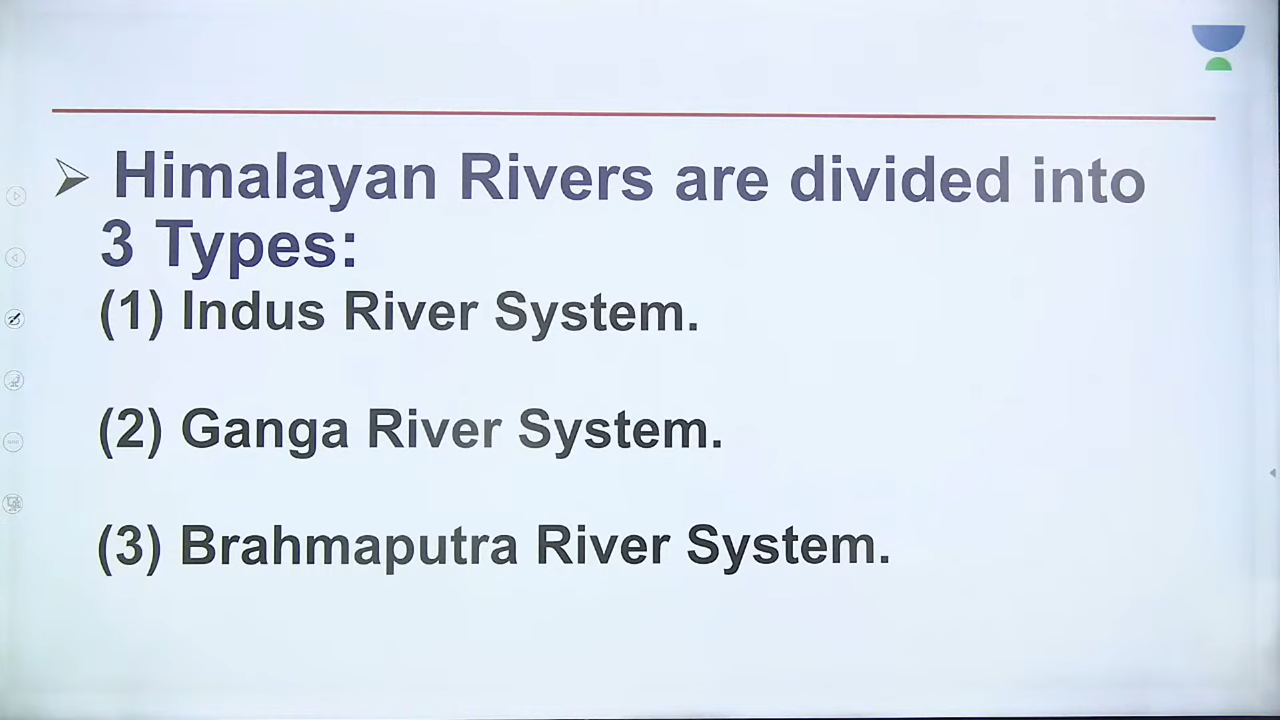 ➢ Himalayan Rivers are divided into
3 Types:
(1) Indus River System.
(2) Ganga River System.
(3) Brahmaputra River System.